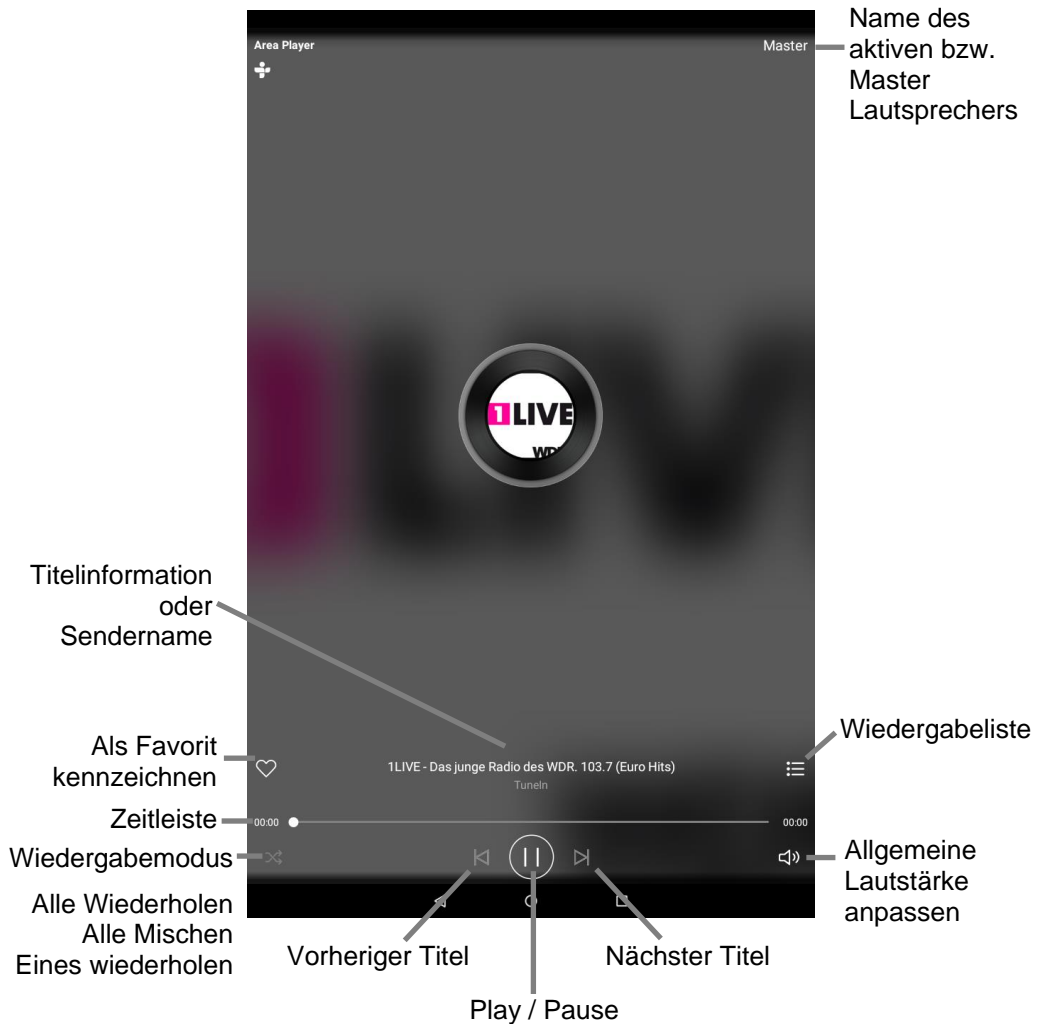 Name des
aktiven bzw.
Master
Lautsprechers
Area Player
Master
1LIVE
WDR
1LIV
Titelinformation
oder
Sendername
Als Favorit
kennzeichnen
1LIVE - Das junge Radio des WDR. 103.7 (Euro Hits)
TuneIn
Wiedergabeliste
Zeitleiste
00:00
00:00
Wiedergabemodus
Alle Wiederholen
Alle Mischen
Eines wiederholen
Allgemeine
Lautstärke
anpassen
Vorheriger Titel
Nächster Titel
Play / Pause